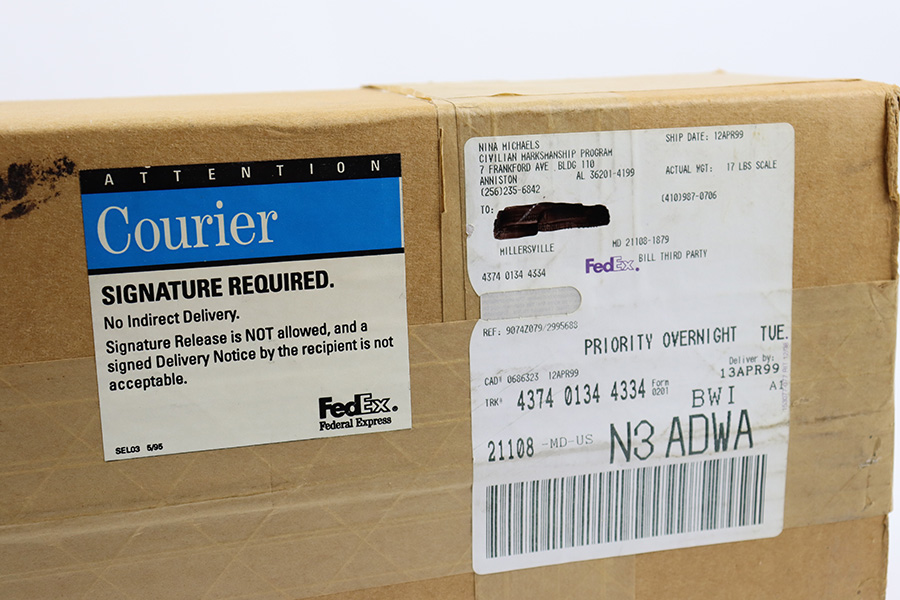 ATTENTION
Courier
SIGNATURE REQUIRED.
No Indirect Delivery.
Signature Release is NOT allowed, and a
signed Delivery Notice by the recipient is not
acceptable.
FedEx.
Federal Express
SEL03 5/95
NINA MICHAELS
CIVILIAN MARKSMANSHIP PROGRAM
7 FRANKFORD AVE BLDG 110
ANNISTON AL 36201-4199
(256)235-6842
SHIP DATE: 12APR99
ACTUAL WGT: 17 LBS SCALE
(410)987-0706
TO:
MILLERSVILLE MD 21108-1879
4374 0134 4334 FedEx. BILL THIRD PARTY
REF: 9074Z079/2995688
PRIORITY OVERNIGHT TUE.
Deliver by:
CAD# 0686323 12APR99 13APR99
TRK# 4374 0134 4334 Form 0201 BWI A1
21108 -MD-US N3 ADWA